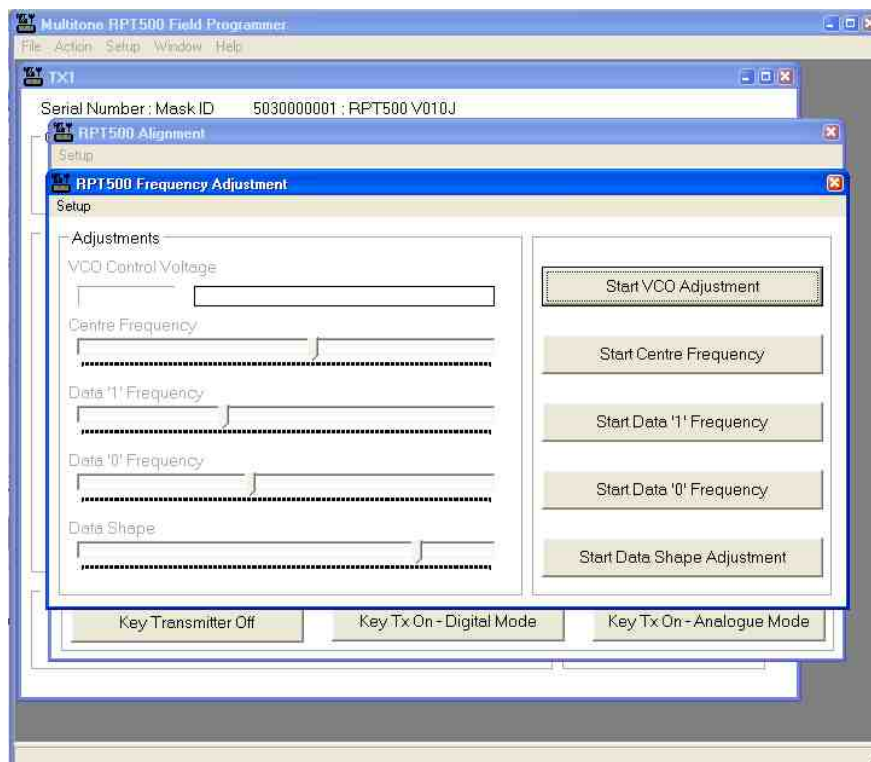 Multitone RPT500 Field Programmer
File Action Setup Window Help
TX1
Serial Number : Mask ID 5030000001 : RPT500 V010J
RPT500 Alignment
Setup
RPT500 Frequency Adjustment
Setup
Adjustments
VCO Control Voltage
Centre Frequency
Data '1' Frequency
Data '0' Frequency
Data Shape
Start VCO Adjustment
Start Centre Frequency
Start Data '1' Frequency
Start Data '0' Frequency
Start Data Shape Adjustment
Key Transmitter Off
Key Tx On - Digital Mode
Key Tx On - Analogue Mode